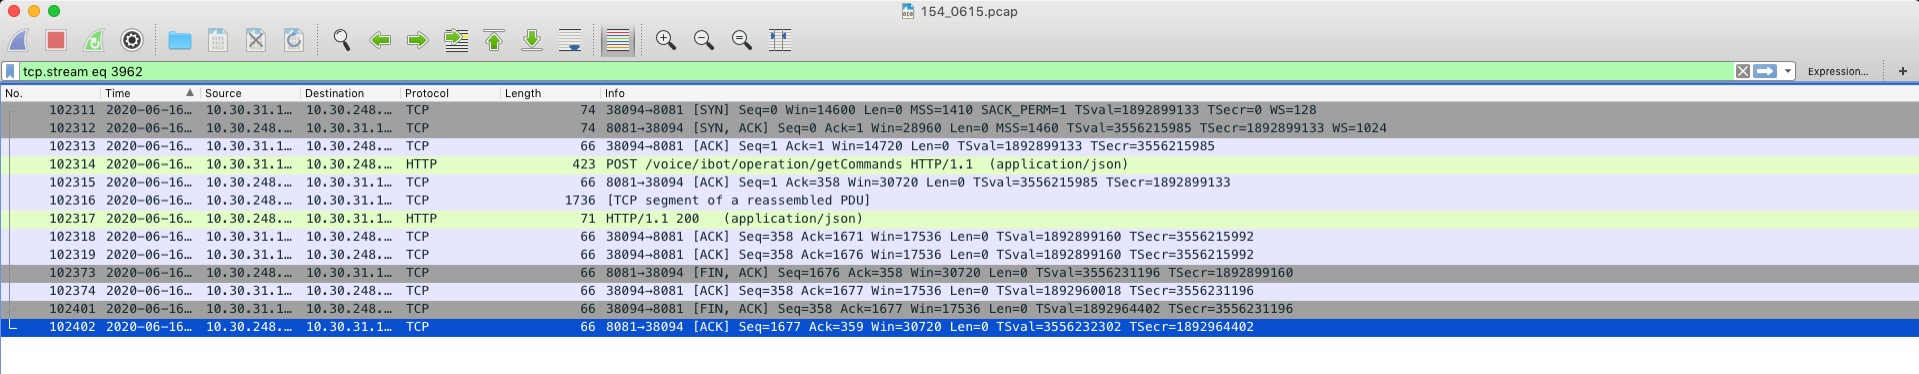 154_0615.pcap
tcp.stream eq 3962 Expression... +
No. Time Source Destination Protocol Length Info
102311 2020-06-16… 10.30.31.1… 10.30.248.… TCP 74 38094→8081 [SYN] Seq=0 Win=14600 Len=0 MSS=1410 SACK_PERM=1 TSval=1892899133 TSecr=0 WS=128
102312 2020-06-16… 10.30.248.… 10.30.31.1… TCP 74 8081→38094 [SYN, ACK] Seq=0 Ack=1 Win=28960 Len=0 MSS=1460 TSval=3556215985 TSecr=1892899133 WS=1024
102313 2020-06-16… 10.30.31.1… 10.30.248.… TCP 66 38094→8081 [ACK] Seq=1 Ack=1 Win=14720 Len=0 TSval=1892899133 TSecr=3556215985
102314 2020-06-16… 10.30.31.1… 10.30.248.… HTTP 423 POST /voice/ibot/operation/getCommands HTTP/1.1 (application/json)
102315 2020-06-16… 10.30.248.… 10.30.31.1… TCP 66 8081→38094 [ACK] Seq=1 Ack=358 Win=30720 Len=0 TSval=3556215985 TSecr=1892899133
102316 2020-06-16… 10.30.248.… 10.30.31.1… TCP 1736 [TCP segment of a reassembled PDU]
102317 2020-06-16… 10.30.248.… 10.30.31.1… HTTP 71 HTTP/1.1 200 (application/json)
102318 2020-06-16… 10.30.31.1… 10.30.248.… TCP 66 38094→8081 [ACK] Seq=358 Ack=1671 Win=17536 Len=0 TSval=1892899160 TSecr=3556215992
102319 2020-06-16… 10.30.31.1… 10.30.248.… TCP 66 38094→8081 [ACK] Seq=358 Ack=1676 Win=17536 Len=0 TSval=1892899160 TSecr=3556215992
102373 2020-06-16… 10.30.248.… 10.30.31.1… TCP 66 8081→38094 [FIN, ACK] Seq=1676 Ack=358 Win=30720 Len=0 TSval=3556231196 TSecr=1892899160
102374 2020-06-16… 10.30.31.1… 10.30.248.… TCP 66 38094→8081 [ACK] Seq=358 Ack=1677 Win=17536 Len=0 TSval=1892960018 TSecr=3556231196
102401 2020-06-16… 10.30.31.1… 10.30.248.… TCP 66 38094→8081 [FIN, ACK] Seq=358 Ack=1677 Win=17536 Len=0 TSval=1892964402 TSecr=3556231196
102402 2020-06-16… 10.30.248.… 10.30.31.1… TCP 66 8081→38094 [ACK] Seq=1677 Ack=359 Win=30720 Len=0 TSval=3556232302 TSecr=1892964402